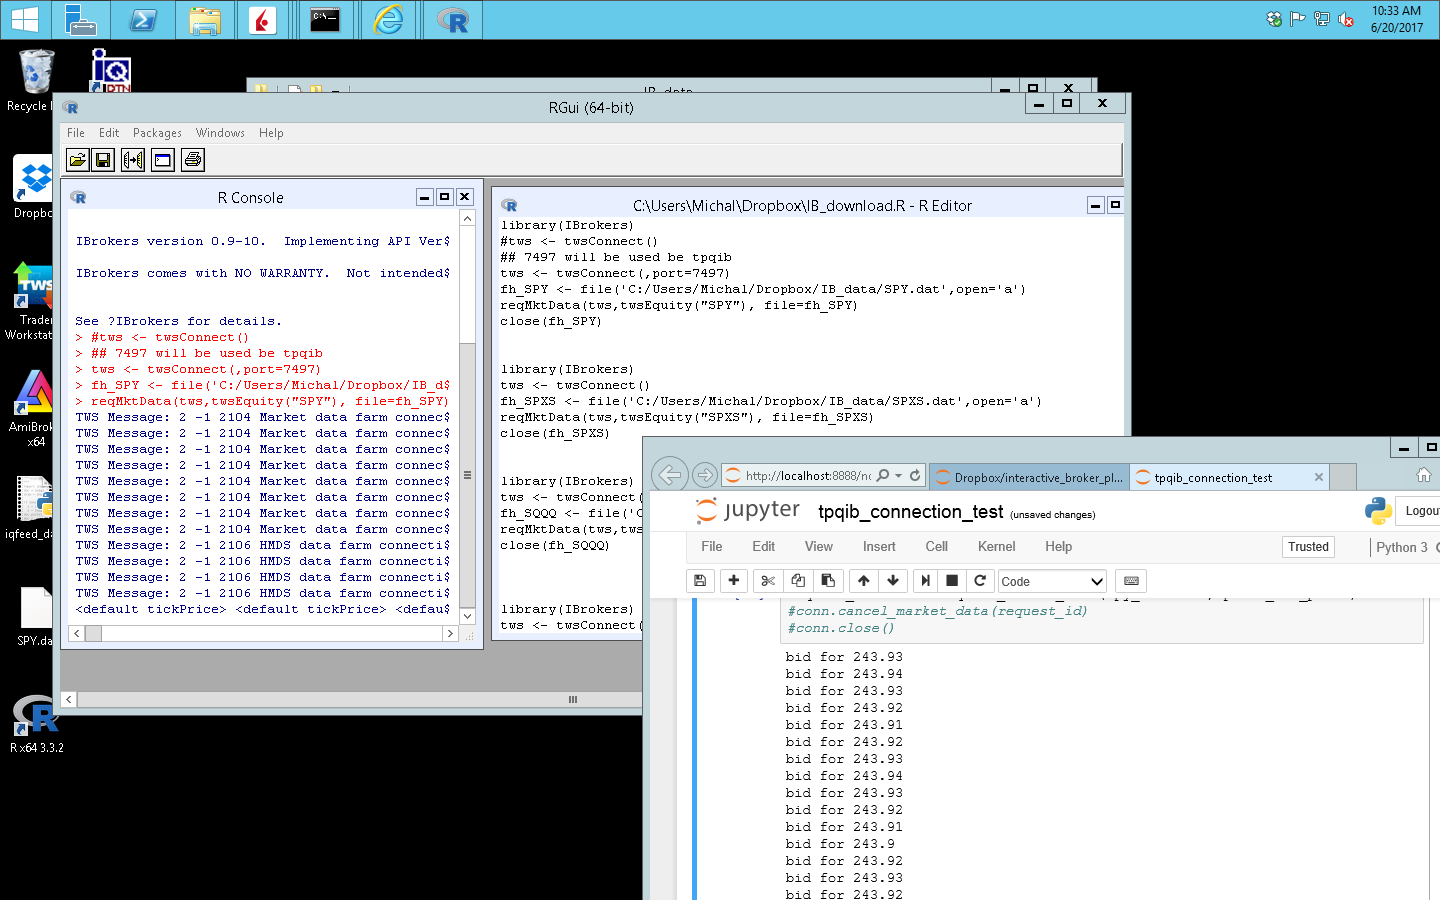 10:33 AM
6/20/2017
Recycle
IQ
DTN
IB_data
RGui (64-bit)
File Edit Packages Windows Help
R Console
IBrokers version 0.9-10.  Implementing API Ver$
IBrokers comes with NO WARRANTY.  Not intended$
See ?IBrokers for details.
> #tws <- twsConnect()
> ## 7497 will be used be tpqib
> tws <- twsConnect(,port=7497)
> fh_SPY <- file('C:/Users/Michal/Dropbox/IB_d$
> reqMktData(tws,twsEquity("SPY"), file=fh_SPY)
TWS Message: 2 -1 2104 Market data farm connec$
TWS Message: 2 -1 2104 Market data farm connec$
TWS Message: 2 -1 2104 Market data farm connec$
TWS Message: 2 -1 2104 Market data farm connec$
TWS Message: 2 -1 2104 Market data farm connec$
TWS Message: 2 -1 2104 Market data farm connec$
TWS Message: 2 -1 2104 Market data farm connec$
TWS Message: 2 -1 2104 Market data farm connec$
TWS Message: 2 -1 2106 HMDS data farm connecti$
TWS Message: 2 -1 2106 HMDS data farm connecti$
TWS Message: 2 -1 2106 HMDS data farm connecti$
TWS Message: 2 -1 2106 HMDS data farm connecti$
<default tickPrice> <default tickPrice> <defau$
C:\Users\Michal\Dropbox\IB_download.R - R Editor
library(IBrokers)
#tws <- twsConnect()
## 7497 will be used be tpqib
tws <- twsConnect(,port=7497)
fh_SPY <- file('C:/Users/Michal/Dropbox/IB_data/SPY.dat',open='a')
reqMktData(tws,twsEquity("SPY"), file=fh_SPY)
close(fh_SPY)
library(IBrokers)
tws <- twsConnect()
fh_SPXS <- file('C:/Users/Michal/Dropbox/IB_data/SPXS.dat',open='a')
reqMktData(tws,twsEquity("SPXS"), file=fh_SPXS)
close(fh_SPXS)
library(IBrokers)
tws <- twsConnect(
fh_SQQQ <- file('C
reqMktData(tws,tws
close(fh_SQQQ)
library(IBrokers)
tws <- twsConnect(
Dropbo
TWS
Trader
Workstat
AmiBrok
x64
iqfeed_d
SPY.da
R x64 3.3.2
http://localhost:8888/n
Dropbox/interactive_broker_pl...
tpqib_connection_test
jupyter tpqib_connection_test (unsaved changes)
Logou
File Edit View Insert Cell Kernel Help
Trusted
Python 3
Code
#conn.cancel_market_data(request_id)
#conn.close()
bid for 243.93
bid for 243.94
bid for 243.93
bid for 243.92
bid for 243.91
bid for 243.92
bid for 243.93
bid for 243.94
bid for 243.93
bid for 243.92
bid for 243.91
bid for 243.9
bid for 243.92
bid for 243.93
bid for 243.92